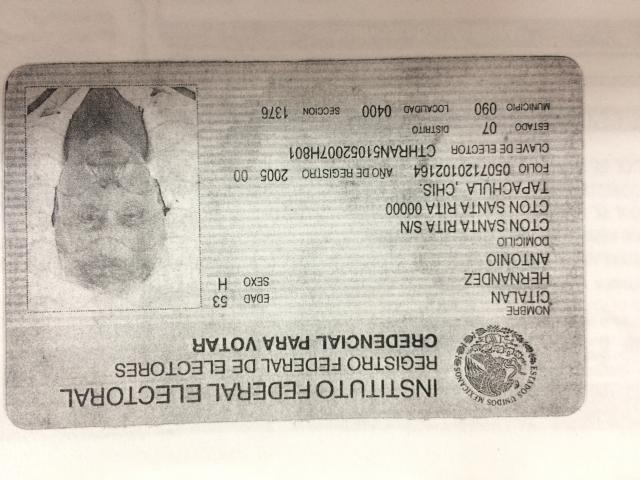 INSTITUTO FEDERAL ELECTORAL
REGISTRO FEDERAL DE ELECTORES
CREDENCIAL PARA VOTAR
ESTADOS UNIDOS MEXICANOS
NOMBRE
CITALAN
HERNANDEZ
ANTONIO
EDAD 53
SEXO H
DOMICILIO
CTON SANTA RITA S/N
CTON SANTA RITA 00000
TAPACHULA ,CHIS.
FOLIO 0507120102164 AÑO DE REGISTRO 2005 00
CLAVE DE ELECTOR CTHRAN51052007H801
ESTADO 07 DISTRITO
MUNICIPIO 090 LOCALIDAD 0400 SECCION 1376